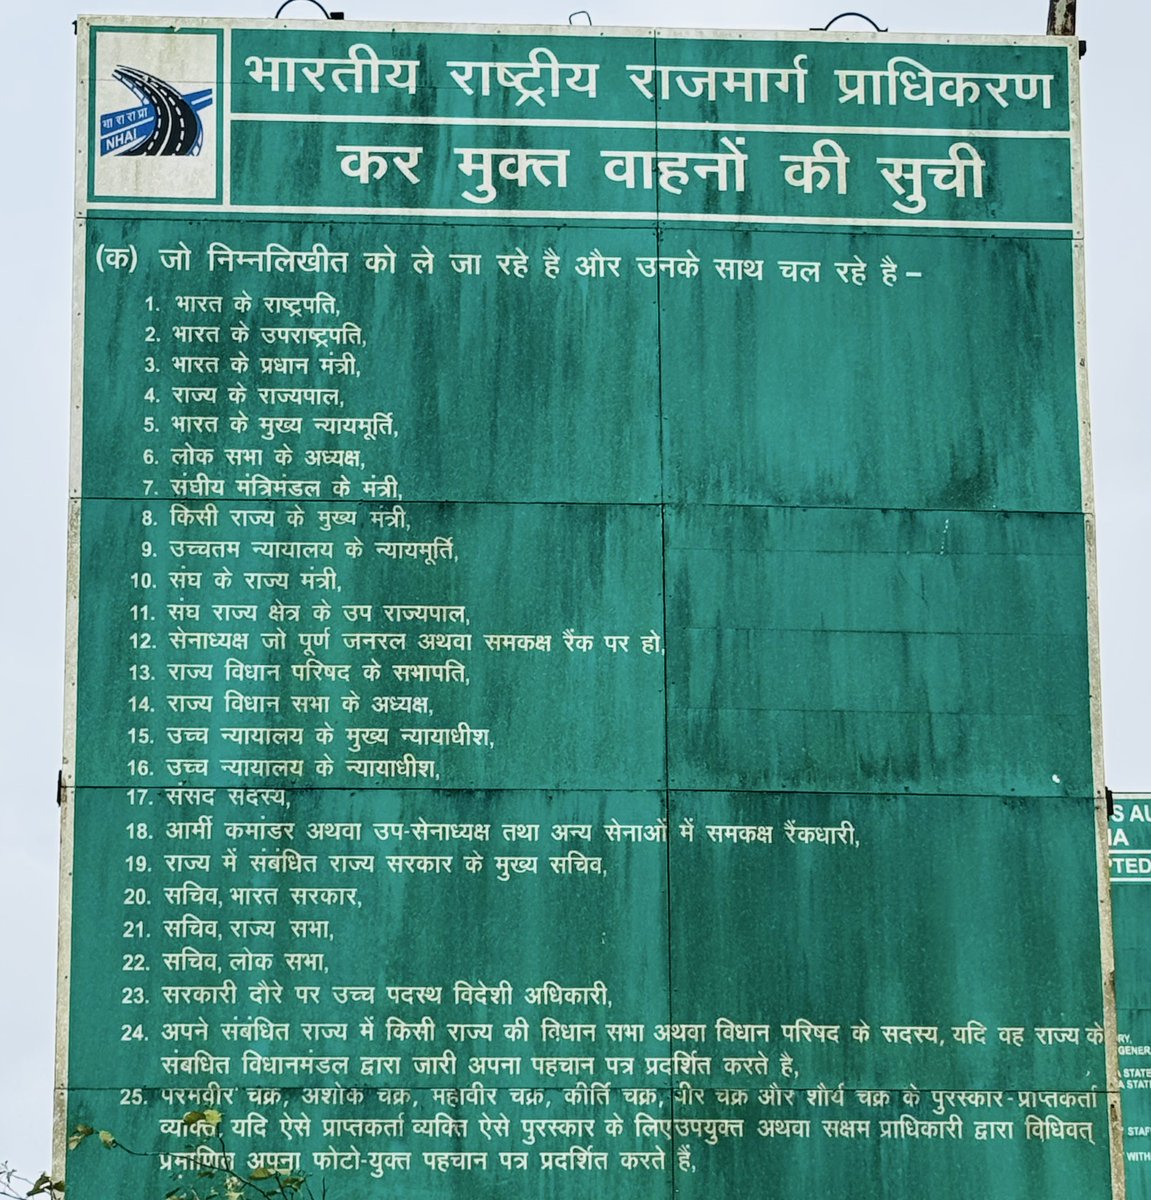 भा रा रा प्रा
NHAI
भारतीय राष्ट्रीय राजमार्ग प्राधिकरण
कर मुक्त वाहनों की सुची
(क) जो निम्नलिखीत को ले जा रहे है और उनके साथ चल रहे है –
1. भारत के राष्ट्रपति,
2. भारत के उपराष्ट्रपति,
3. भारत के प्रधान मंत्री,
4. राज्य के राज्यपाल,
5. भारत के मुख्य न्यायमूर्ति,
6. लोक सभा के अध्यक्ष,
7. संघीय मंत्रिमंडल के मंत्री,
8. किसी राज्य के मुख्य मंत्री,
9. उच्चतम न्यायालय के न्यायमूर्ति,
10. संघ के राज्य मंत्री,
11. संघ राज्य क्षेत्र के उप राज्यपाल,
12. सेनाध्यक्ष जो पूर्ण जनरल अथवा समकक्ष रैंक पर हो,
13. राज्य विधान परिषद के सभापति,
14. राज्य विधान सभा के अध्यक्ष,
15. उच्च न्यायालय के मुख्य न्यायाधीश,
16. उच्च न्यायालय के न्यायाधीश,
17. संसद सदस्य,
18. आर्मी कमांडर अथवा उप-सेनाध्यक्ष तथा अन्य सेनाओं में समकक्ष रैंकधारी,
19. राज्य में संबंधित राज्य सरकार के मुख्य सचिव,
20. सचिव, भारत सरकार,
21. सचिव, राज्य सभा,
22. सचिव, लोक सभा,
23. सरकारी दौरे पर उच्च पदस्थ विदेशी अधिकारी,
24. अपने संबंधित राज्य में किसी राज्य की विधान सभा अथवा विधान परिषद के सदस्य, यदि वह राज्य के
संबधित विधानमंडल द्वारा जारी अपना पहचान पत्र प्रदर्शित करते है,
25. परमवीर चक्र, अशोक चक्र, महावीर चक्र, कीर्ति चक्र, वीर चक्र और शौर्य चक्र के पुरस्कार-प्राप्तकर्ता
व्यक्ति यदि ऐसे प्राप्तकर्ता व्यक्ति ऐसे पुरस्कार के लिए उपयुक्त अथवा सक्षम प्राधिकारी द्वारा विधिवत्
प्रमाणित अपना फोटो-युक्त पहचान पत्र प्रदर्शित करते हैं,